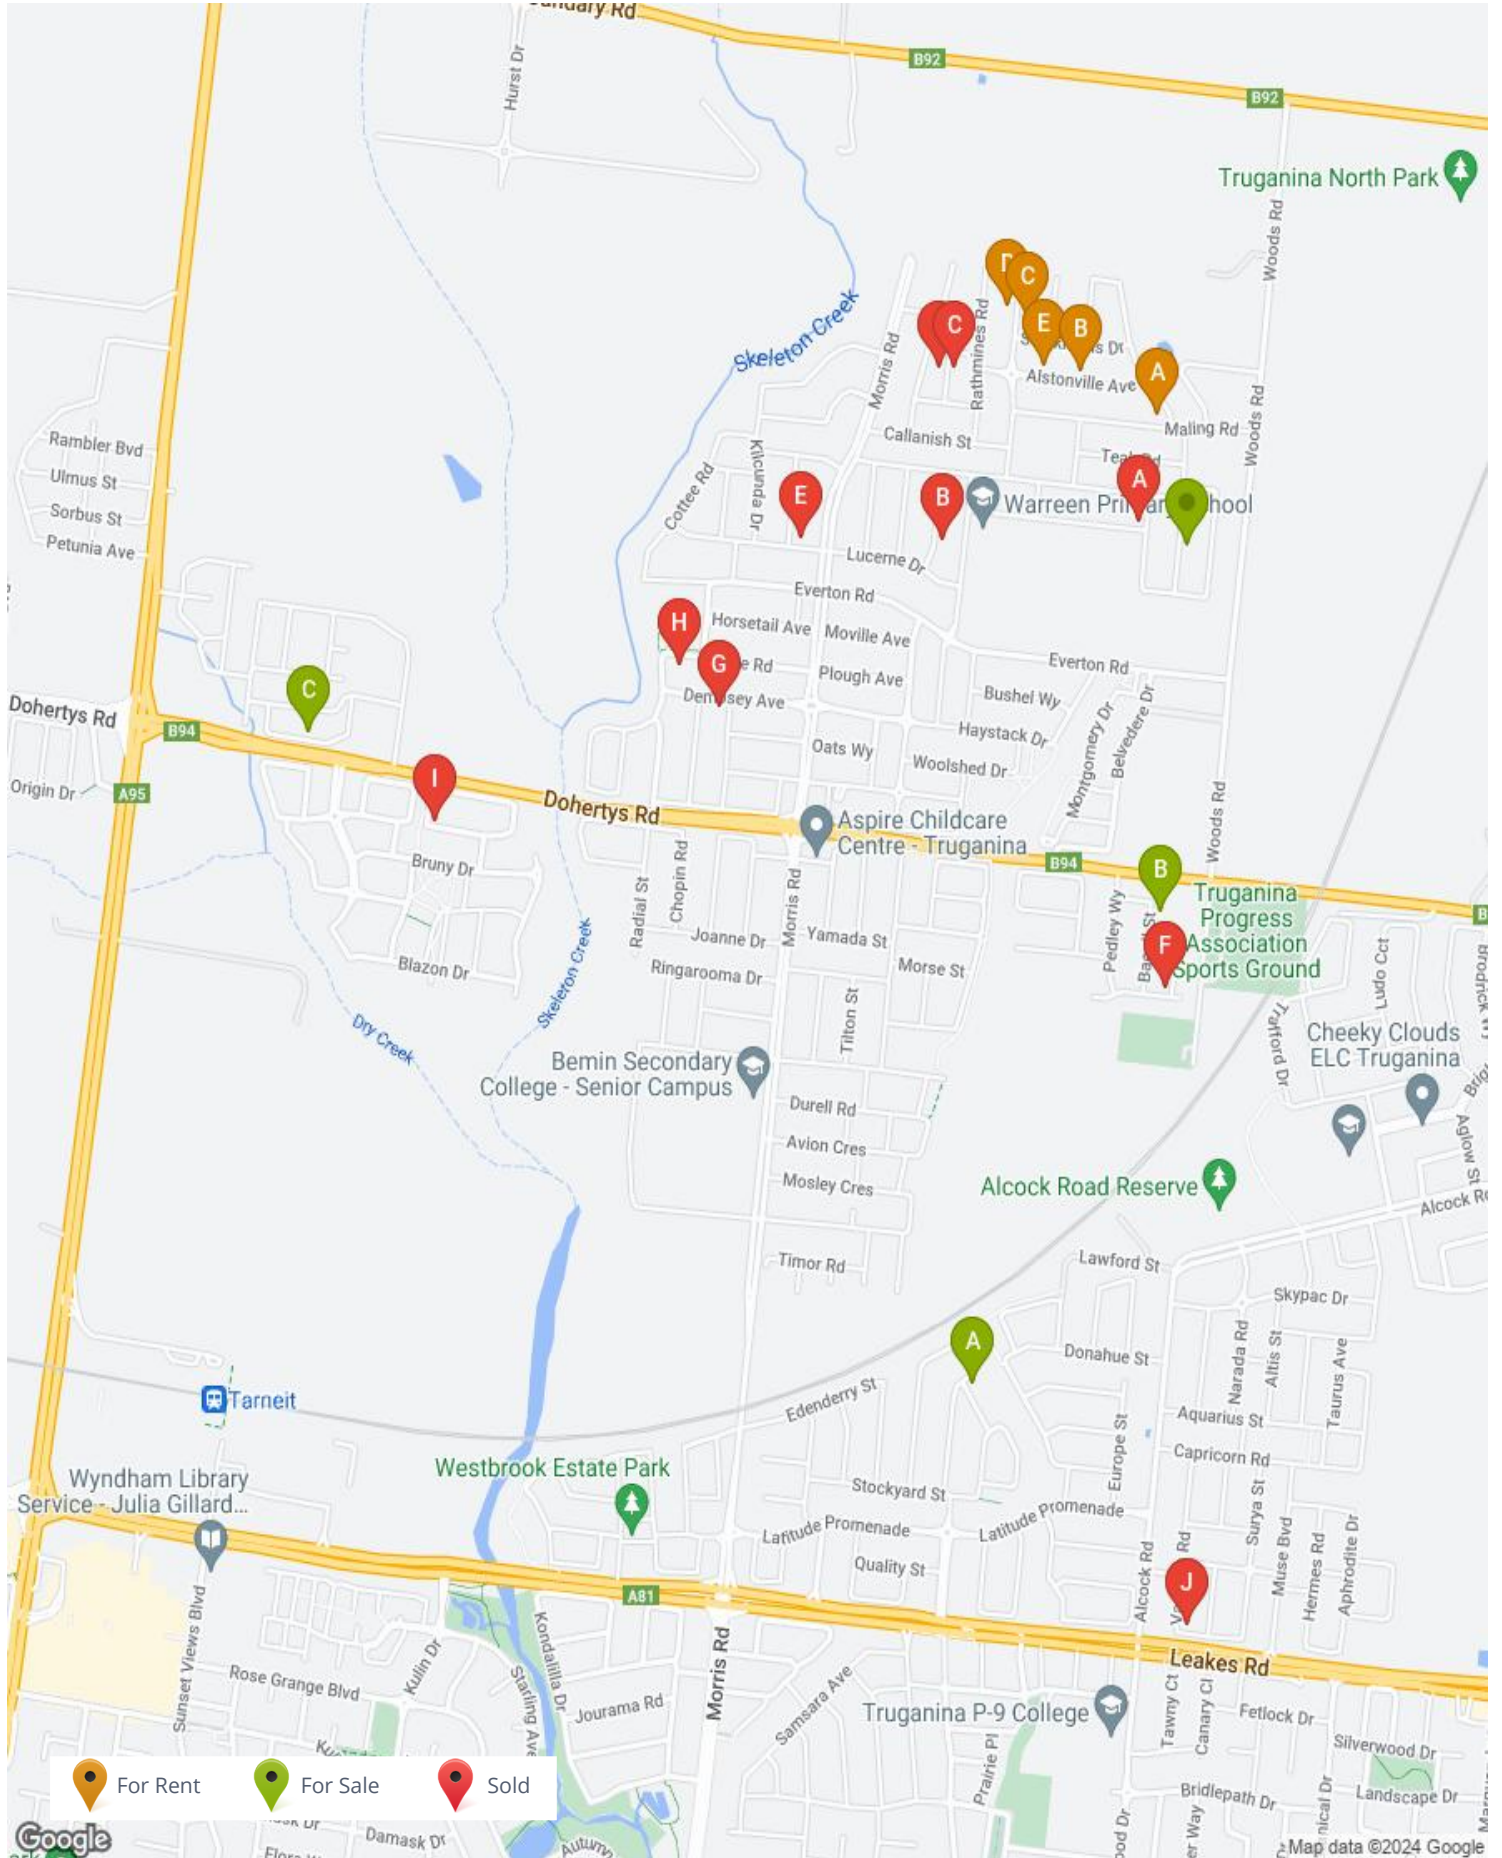 B92
B92
Hurst Dr
Truganina North Park
Woods Rd
Skeleton Creek
Morris Rd
Rathmines Rd
C
C
E
B
A
Alstonville Ave
Maling Rd
Woods Rd
Callanish St
Rambler Bvd
Ulmus St
Sorbus St
Petunia Ave
Cottee Rd
Kilcunda Dr
E
B
A
Warreen
Lucerne Dr
Everton Rd
Horsetail Ave
Moville Ave
H
G
Plough Ave
Everton Rd
Bushel Wy
Haystack Dr
Oats Wy
Woolshed Dr
Montgomery Dr
Belvedere Dr
C
Dohertys Rd
B94
Origin Dr
A95
I
Dohertys Rd
Aspire Childcare
Centre - Truganina
B94
Woods Rd
Bruny Dr
Blazon Dr
Radial St
Chopin Rd
Joanne Dr
Ringarooma Dr
Morris Rd
Yamada St
Morse St
Tilton St
Pedley Wy
B
F
Truganina
Progress
Association
Sports Ground
Ludo Cct
Trafford Dr
Cheeky Clouds
ELC Truganina
Aglow St
Skeleton Creek
Dry Creek
Bemin Secondary
College - Senior Campus
Durell Rd
Avion Cres
Mosley Cres
Timor Rd
Alcock Road Reserve
Lawford St
Skypac Dr
A
Donahue St
Narada Rd
Altis St
Taurus Ave
Edenderry St
Aquarius St
Capricorn Rd
Europe St
Tarneit
Wyndham Library
Service - Julia Gillard...
Westbrook Estate Park
Stockyard St
Latitude Promenade
Latitude Promenade
Quality St
Surya St
Muse Bvd
Hermes Rd
Aphrodite Dr
Alcock Rd
J
A81
Leakes Rd
Sunset Views Blvd
Kulin Dr
Rose Grange Blvd
Starling Ave
Kondalilla Dr
Jourama Rd
Morris Rd
Samsara Ave
Truganina P-9 College
Prairie Pl
Tawny Ct
Canary Cl
Fetlock Dr
Silverwood Dr
Bridlepath Dr
Landscape Dr
For Rent
For Sale
Sold
Damask Dr
Google
Map data ©2024 Google